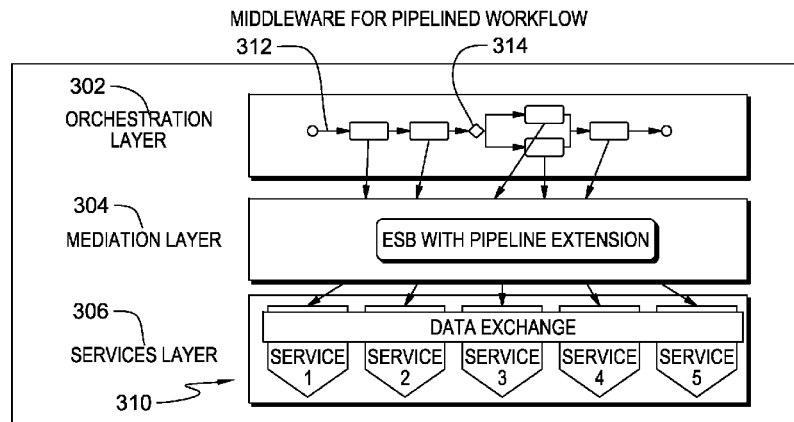 MIDDLEWARE FOR PIPELINED WORKFLOW
312
314
302
ORCHESTRATION
LAYER
304
MEDIATION LAYER
ESB WITH PIPELINE EXTENSION
306
SERVICES LAYER
DATA EXCHANGE
SERVICE
1
SERVICE
2
SERVICE
3
SERVICE
4
SERVICE
5
310